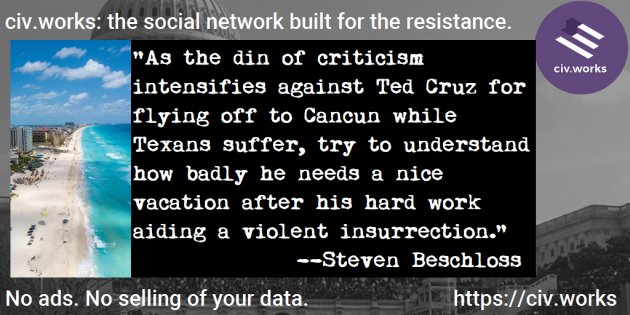 civ.works: the social network built for the resistance.
civ.works
"As the din of criticism
intensifies against Ted Cruz for
flying off to Cancun while
Texans suffer, try to understand
how badly he needs a nice
vacation after his hard work
aiding a violent insurrection."
--Steven Beschloss
No ads. No selling of your data.
https://civ.works